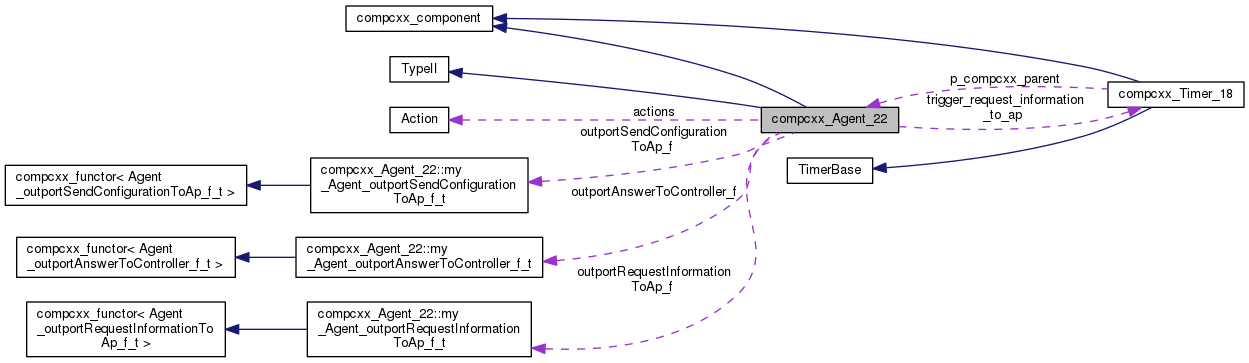 compcxx_component
TypeII
p_compcxx_parent
compcxx_Timer_18
trigger_request_information
_to_ap
actions
Action
compcxx_Agent_22
outportSendConfiguration
ToAp_f
TimerBase
compcxx_functor< Agent
_outportSendConfigurationToAp_f_t >
compcxx_Agent_22::my
_Agent_outportSendConfiguration
ToAp_f_t
outportAnswerToController_f
compcxx_functor< Agent
_outportAnswerToController_f_t >
compcxx_Agent_22::my
_Agent_outportAnswerToController_f_t
outportRequestInformation
ToAp_f
compcxx_functor< Agent
_outportRequestInformationTo
Ap_f_t >
compcxx_Agent_22::my
_Agent_outportRequestInformation
ToAp_f_t